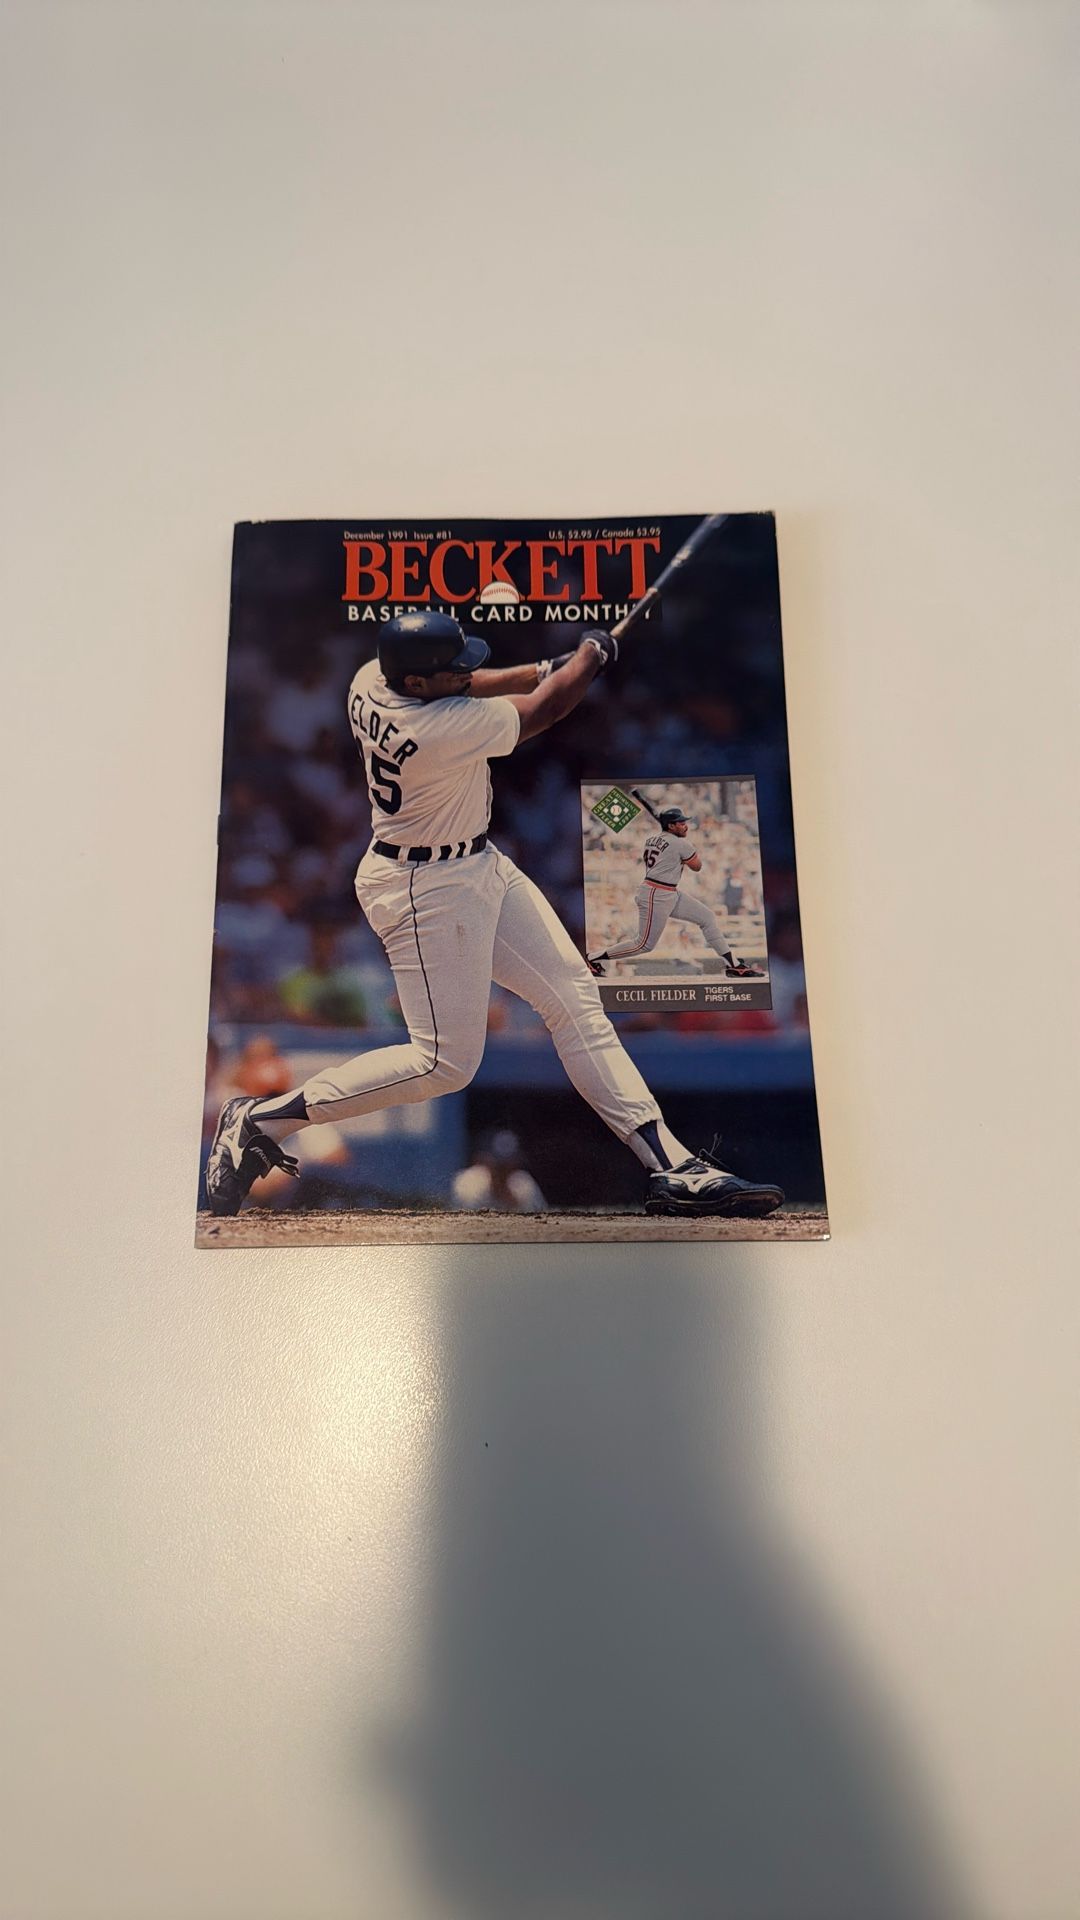 December 1991 Issue #81 U.S. $2.95 / Canada $3.95
BECKETT
BASEBALL CARD MONTHLY
IELDER
45
FIELDER
45
CECIL FIELDER TIGERS
FIRST BASE